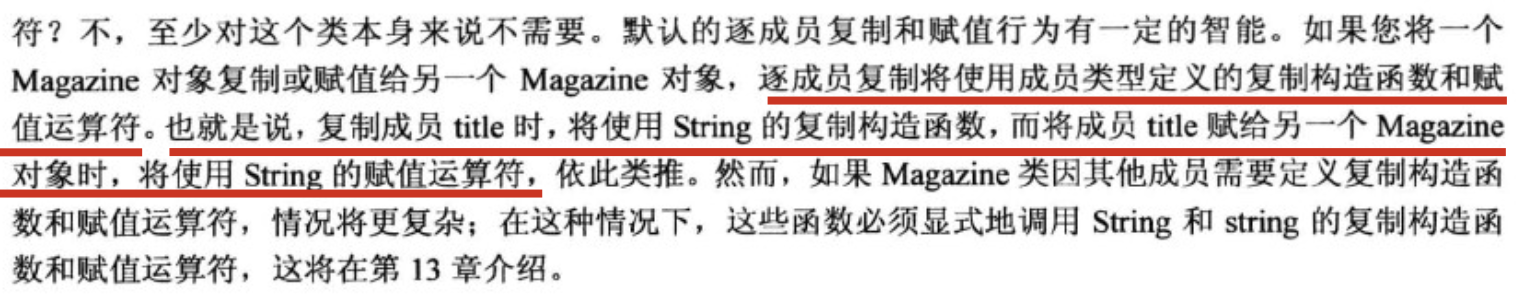 符？不，至少对这个类本身来说不需要。默认的逐成员复制和赋值行为有一定的智能。如果您将一个
Magazine 对象复制或赋值给另一个 Magazine 对象，逐成员复制将使用成员类型定义的复制构造函数和赋
值运算符。也就是说，复制成员 title 时，将使用 String 的复制构造函数，而将成员 title 赋给另一个 Magazine
对象时，将使用 String 的赋值运算符，依此类推。然而，如果 Magazine 类因其他成员需要定义复制构造函
数和赋值运算符，情况将更复杂；在这种情况下，这些函数必须显式地调用 String 和 string 的复制构造函
数和赋值运算符，这将在第 13 章介绍。